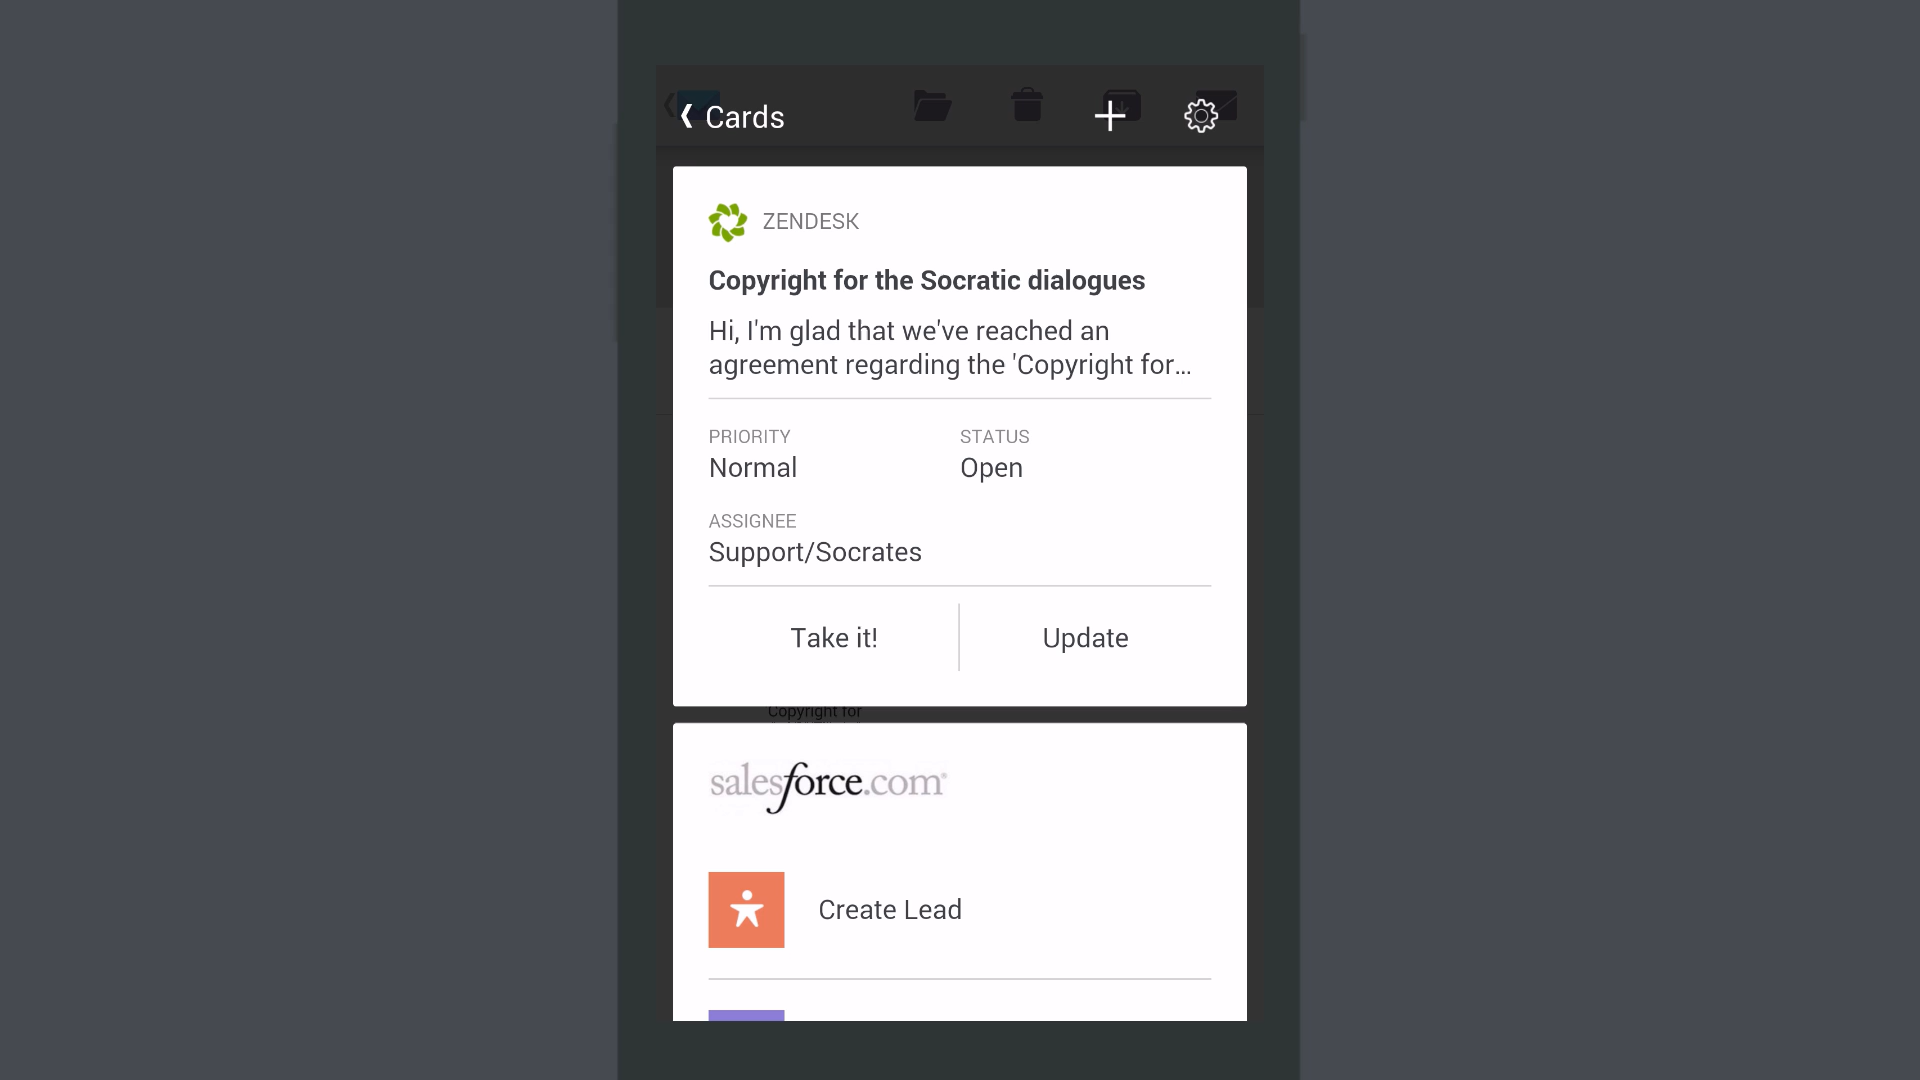 Cards
ZENDESK
Copyright for the Socratic dialogues
Hi, I'm glad that we've reached an
agreement regarding the 'Copyright for...
PRIORITY
STATUS
Normal
Open
ASSIGNEE
Support/Socrates
Take it!
Update
Copyright for
salesforce.com
Create Lead